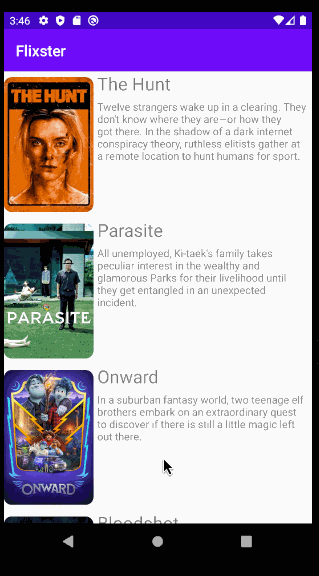 3:46
Flixster
THE HUNT
The Hunt
Twelve strangers wake up in a clearing. They
don't know where they are—or how they
got there. In the shadow of a dark internet
conspiracy theory, ruthless elitists gather at
a remote location to hunt humans for sport.
PARASITE
Parasite
All unemployed, Ki-taek's family takes
peculiar interest in the wealthy and
glamorous Parks for their livelihood until
they get entangled in an unexpected
incident.
ONWARD
Onward
In a suburban fantasy world, two teenage elf
brothers embark on an extraordinary quest
to discover if there is still a little magic left
out there.
Bloodshot